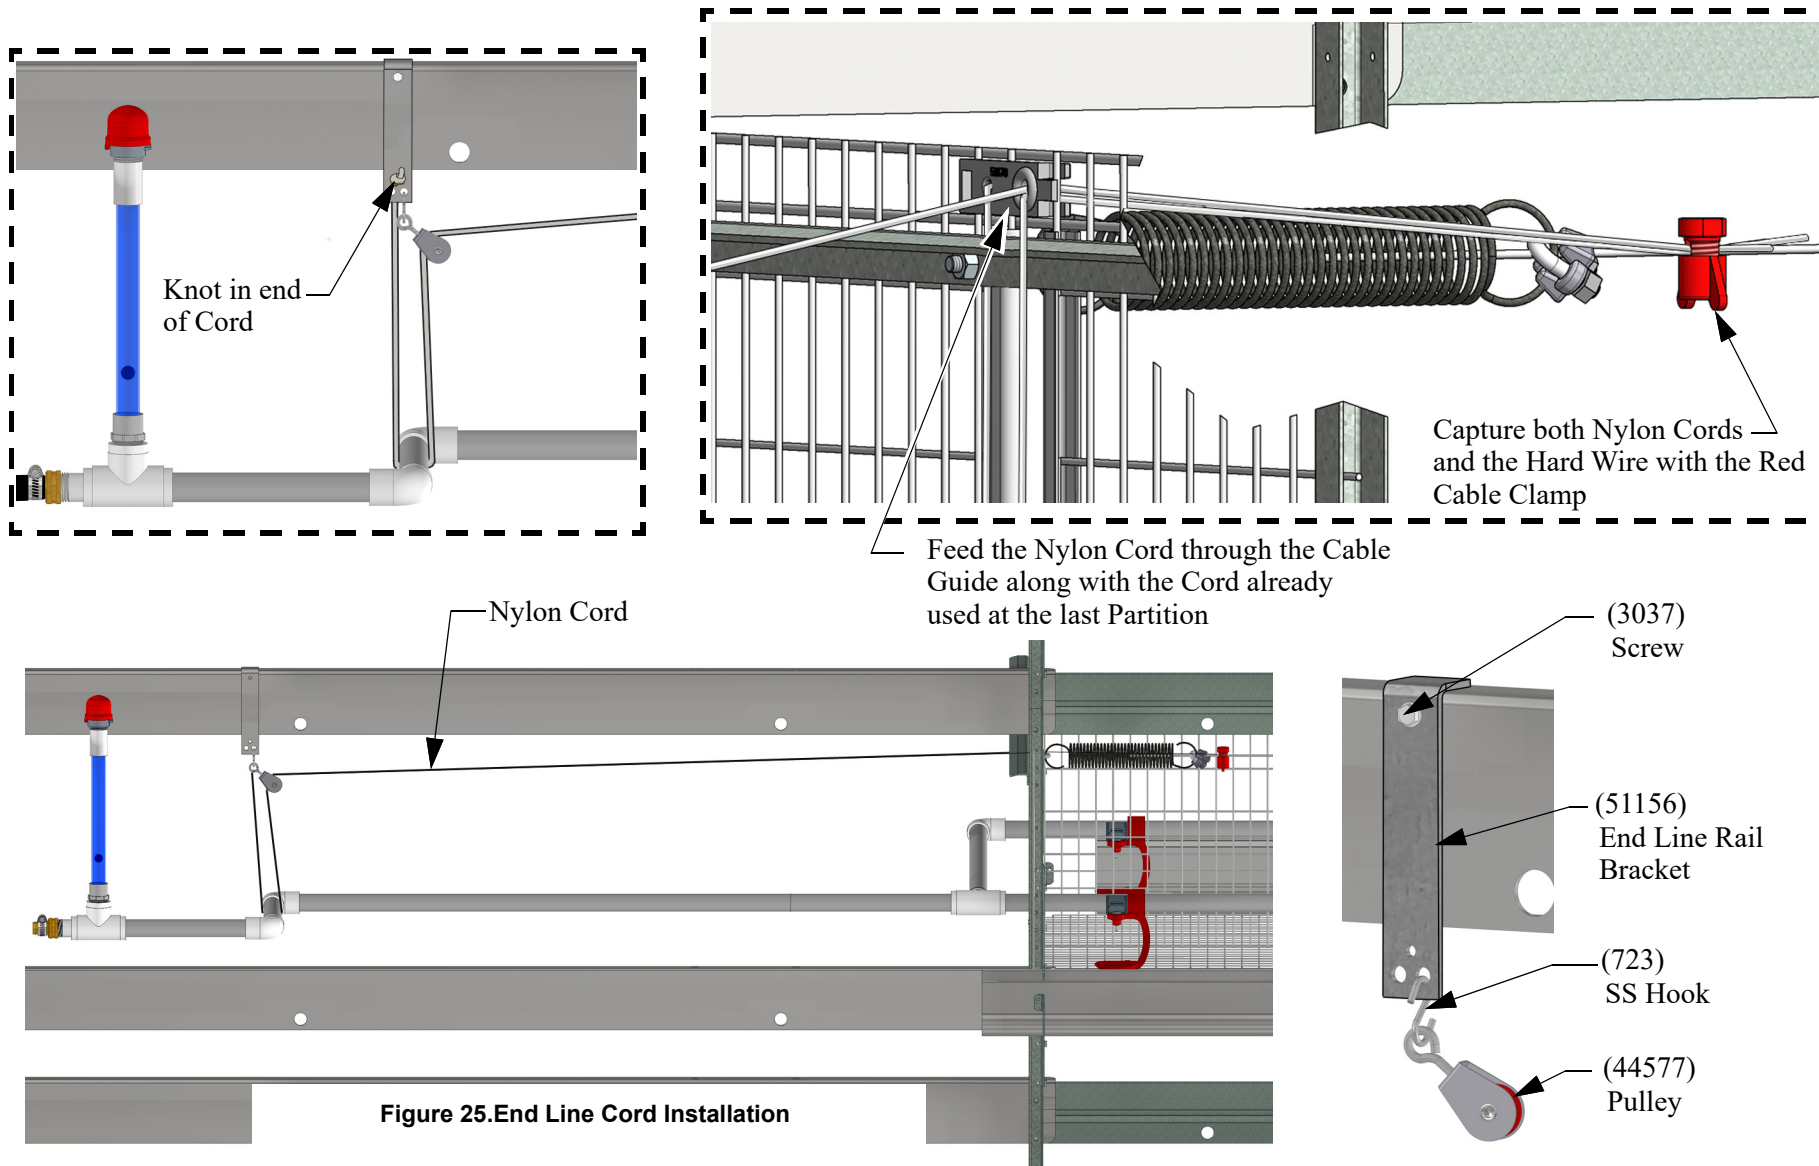 Knot in end
of Cord
Capture both Nylon Cords
and the Hard Wire with the Red
Cable Clamp
Feed the Nylon Cord through the Cable
Guide along with the Cord already
used at the last Partition
Nylon Cord
(3037)
Screw
(51156)
End Line Rail
Bracket
(723)
SS Hook
(44577)
Pulley
Figure 25.End Line Cord Installation